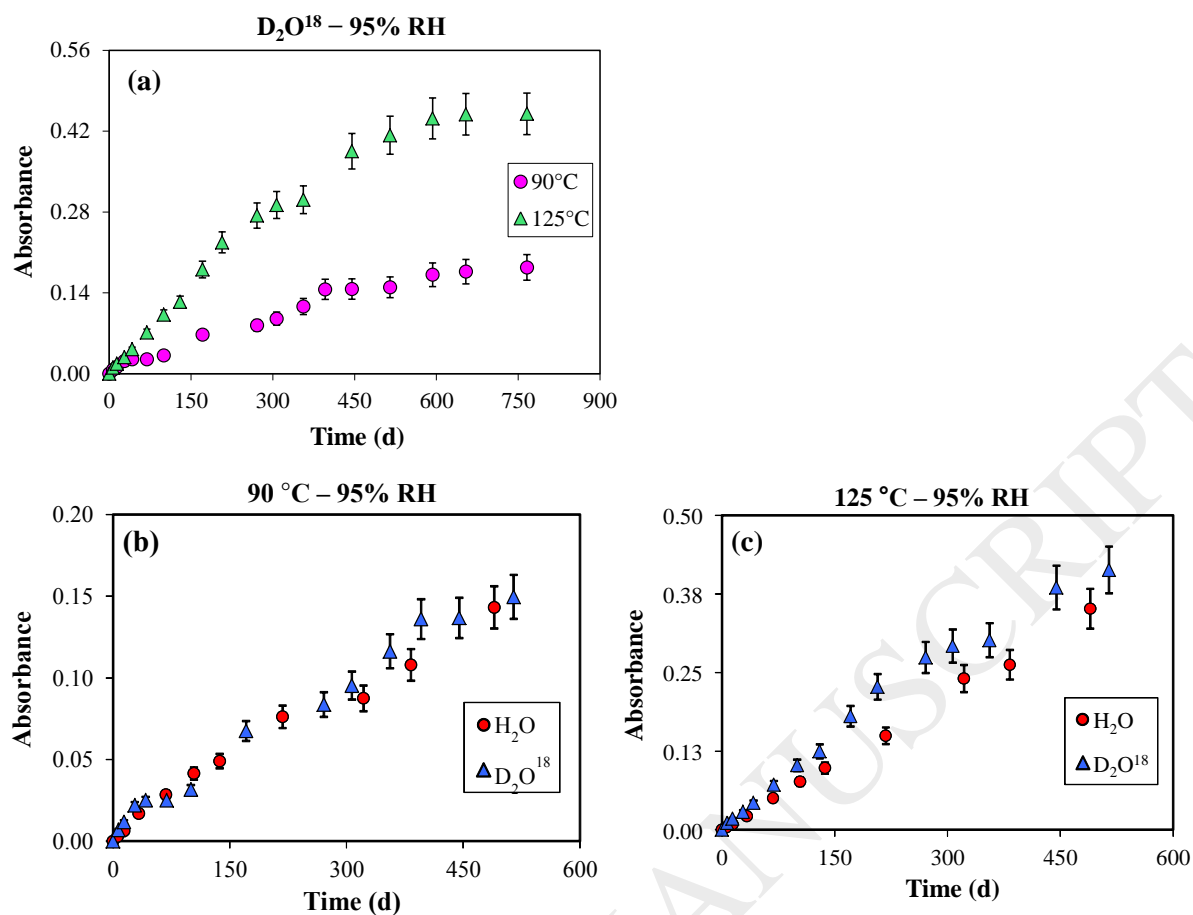 D₂O¹⁸ – 95% RH
(a)
Absorbance
0.56
0.42
0.28
0.14
0.00
90°C
125°C
0 150 300 450 600 750 900
Time (d)
90 °C – 95% RH
(b)
Absorbance
0.20
0.15
0.10
0.05
0.00
H₂O
D₂O¹⁸
0 150 300 450 600
Time (d)
125 °C – 95% RH
(c)
Absorbance
0.50
0.38
0.25
0.13
0.00
H₂O
D₂O¹⁸
0 150 300 450 600
Time (d)
ANUSCRIPT